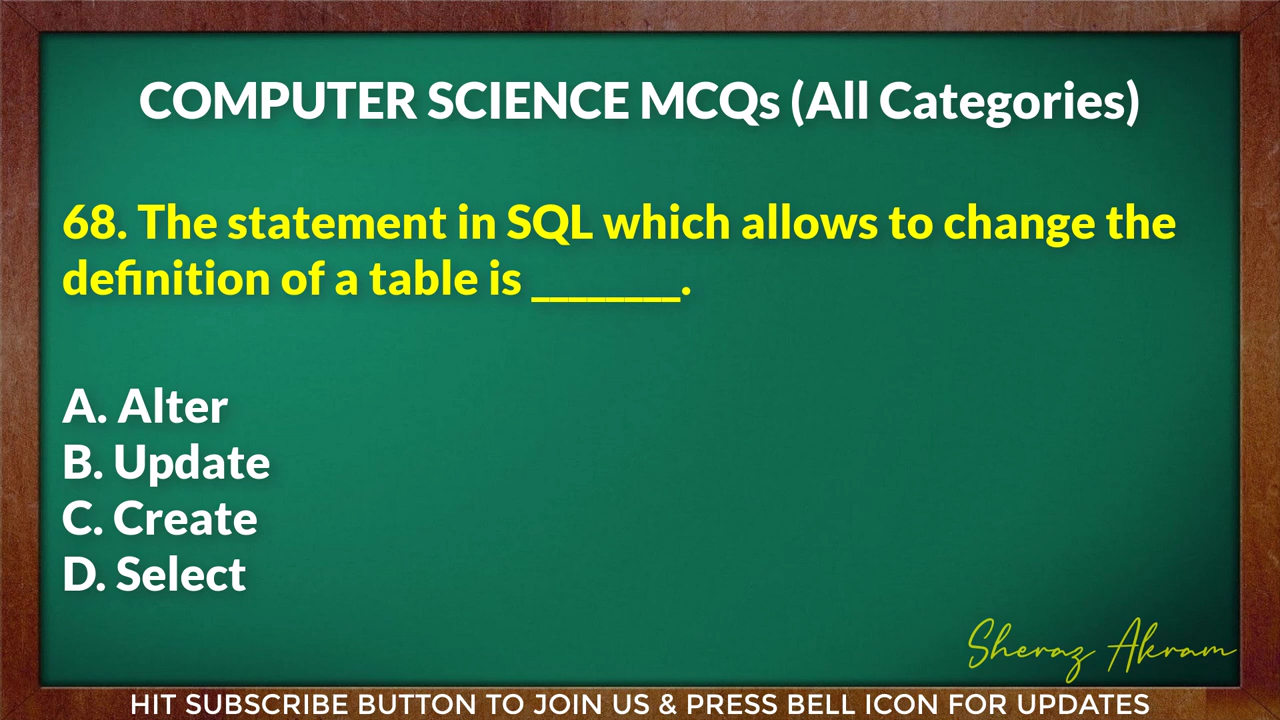 COMPUTER SCIENCE MCQs (All Categories)
68. The statement in SQL which allows to change the
definition of a table is ________.
A. Alter
B. Update
C. Create
D. Select
Sheraz Akram
HIT SUBSCRIBE BUTTON TO JOIN US & PRESS BELL ICON FOR UPDATES